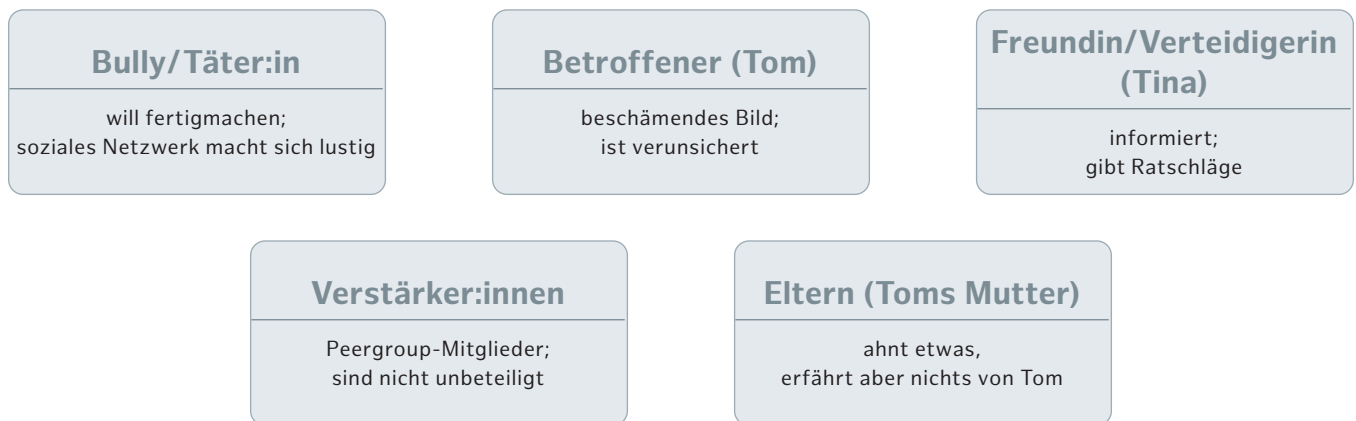 Bully/Täter:in
will fertigmachen;
soziales Netzwerk macht sich lustig
Betroffener (Tom)
beschämendes Bild;
ist verunsichert
Freundin/Verteidigerin
(Tina)
informiert;
gibt Ratschläge
Verstärker:innen
Peergroup-Mitglieder;
sind nicht unbeteiligt
Eltern (Toms Mutter)
ahnt etwas,
erfährt aber nichts von Tom